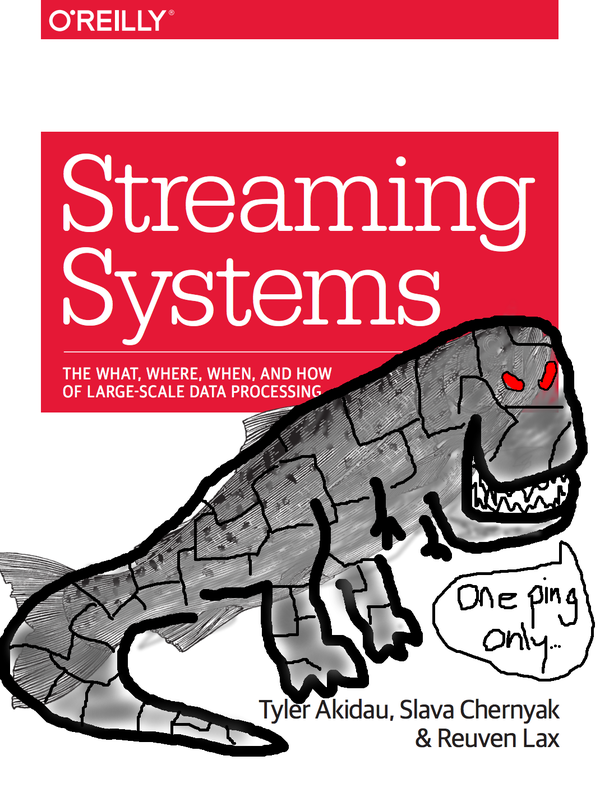 O'REILLY®
Streaming
Systems
THE WHAT, WHERE, WHEN, AND HOW
OF LARGE-SCALE DATA PROCESSING
One ping
only...
Tyler Akidau, Slava Chernyak
& Reuven Lax